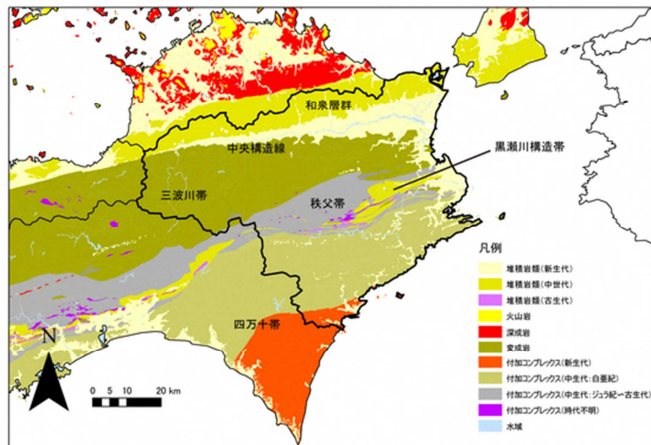 和泉層群
中央構造線
黒瀬川構造帯
三波川帯
秩父帯
四万十帯
N
0 5 10 20 km
凡例
堆積岩類(新生代)
堆積岩類(中世代)
堆積岩類(古生代)
火山岩
深成岩
変成岩
付加コンプレックス(新生代)
付加コンプレックス(中生代:白亜紀)
付加コンプレックス(中生代:ジュラ紀~古生代)
付加コンプレックス(時代不明)
水域